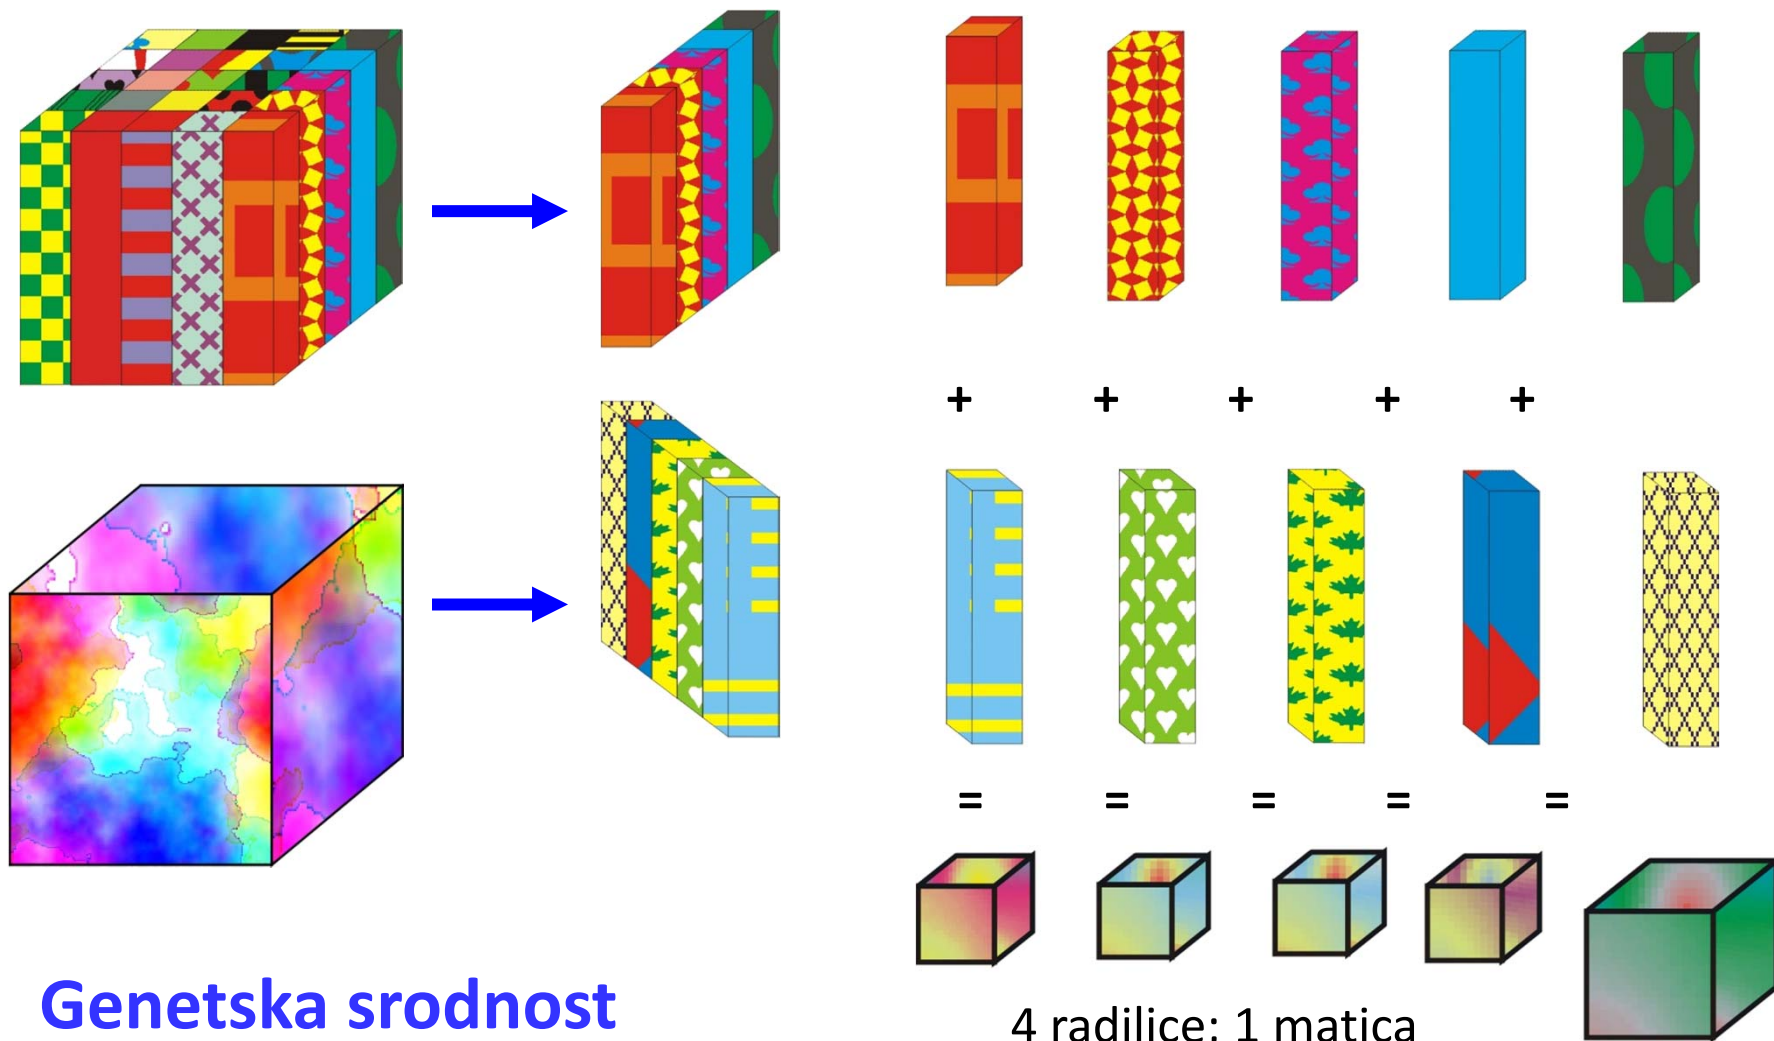 + + + + +
= = = = =
Genetska srodnost
4 radilice: 1 matica